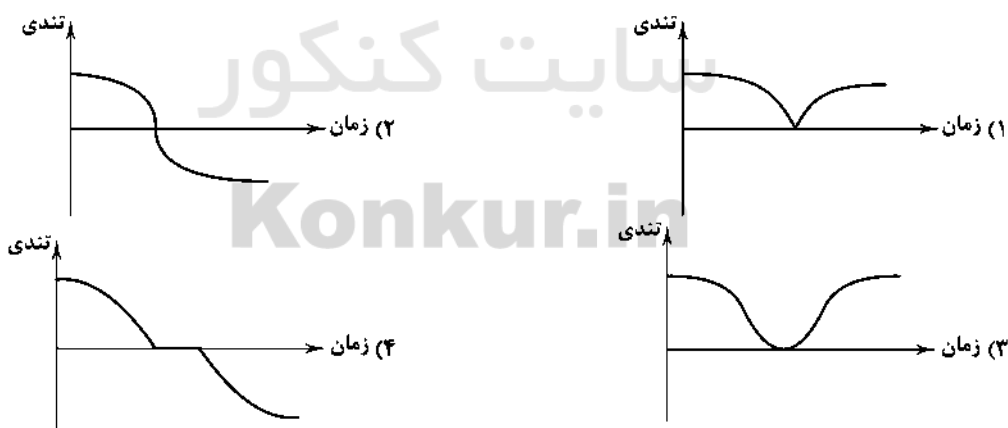 تندی
زمان (۱
تندی
زمان (۲
تندی
زمان (۳
تندی
زمان (۴
سایت کنکور
Konkur.in